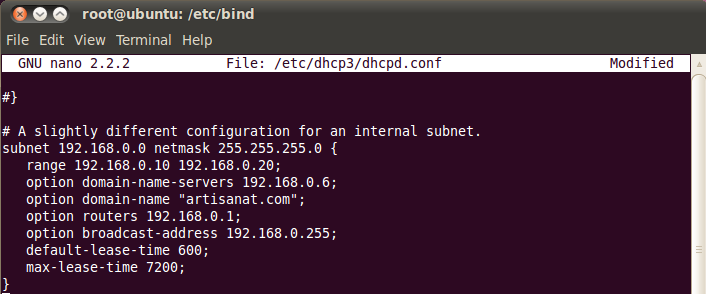 root@ubuntu: /etc/bind
File Edit View Terminal Help
GNU nano 2.2.2 File: /etc/dhcp3/dhcpd.conf Modified
#}
# A slightly different configuration for an internal subnet.
subnet 192.168.0.0 netmask 255.255.255.0 {
range 192.168.0.10 192.168.0.20;
option domain-name-servers 192.168.0.6;
option domain-name "artisanat.com";
option routers 192.168.0.1;
option broadcast-address 192.168.0.255;
default-lease-time 600;
max-lease-time 7200;
}